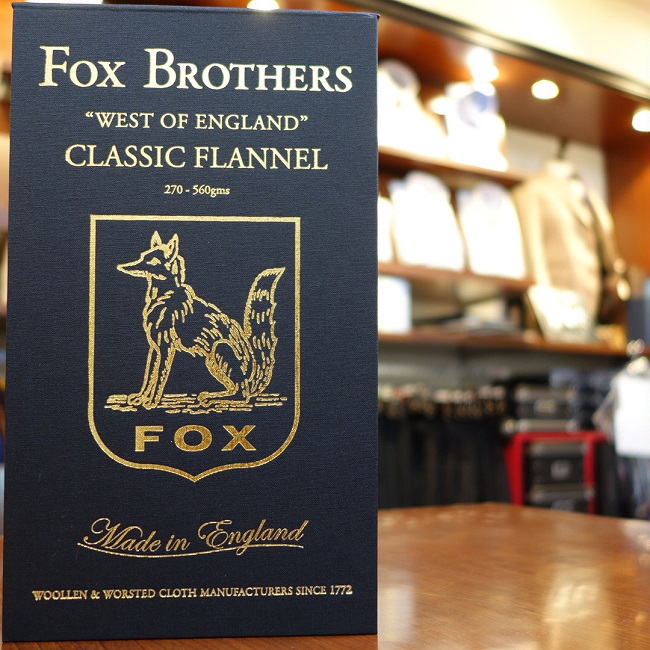 FOX BROTHERS
"WEST OF ENGLAND"
CLASSIC FLANNEL
270 - 560gms
FOX
Made in England
WOOLLEN & WORSTED CLOTH MANUFACTURERS SINCE 1772